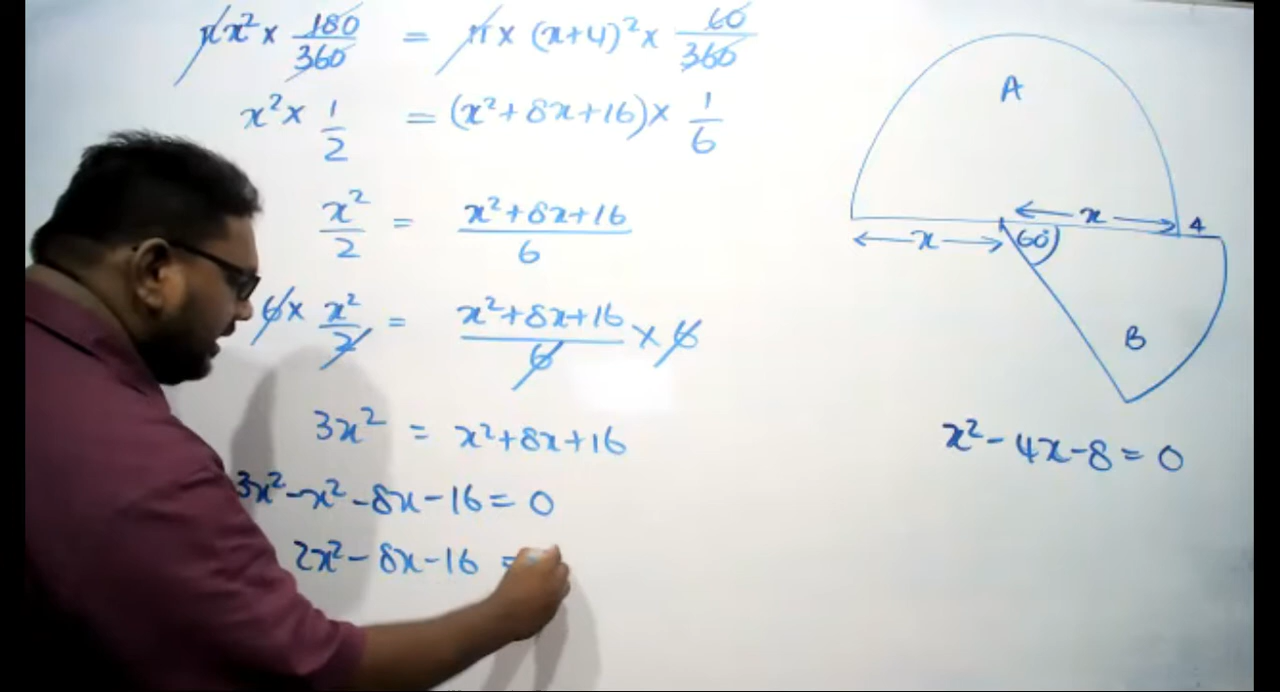 πx² × 180/360 = π × (x+4)² × 60/360
x² × 1/2 = (x²+8x+16) × 1/6
x²/2 = x²+8x+16/6
6 × x²/2 = x²+8x+16/6 × 6
3x² = x²+8x+16
3x²-x²-8x-16=0
2x²-8x-16 =
A
x 4
x 60°
B
x²-4x-8=0